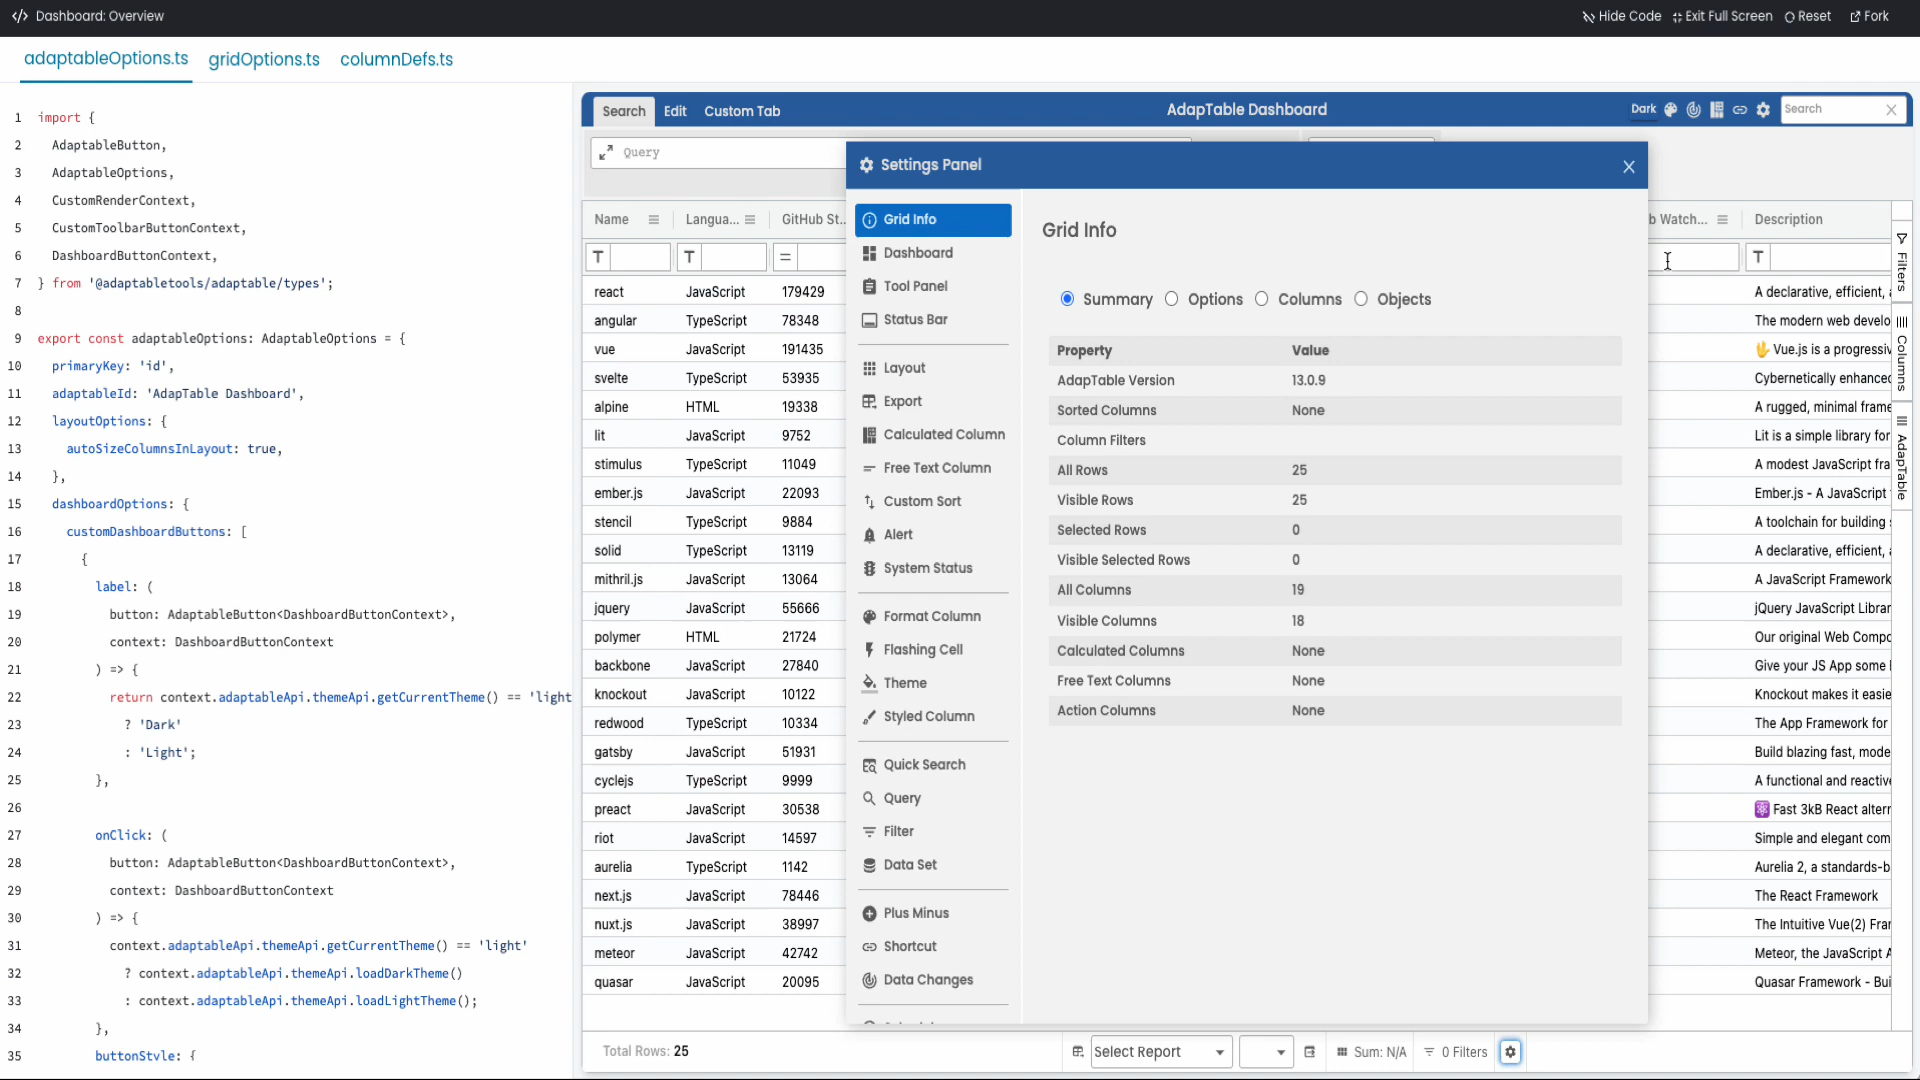 Dashboard: Overview
Hide Code
Exit Full Screen
Reset
Fork
adaptableOptions.ts
gridOptions.ts
columnDefs.ts
1 import {
2 AdaptableButton,
3 AdaptableOptions,
4 CustomRenderContext,
5 CustomToolbarButtonContext,
6 DashboardButtonContext,
7 } from '@adaptabletools/adaptable/types';
8
9 export const adaptableOptions: AdaptableOptions = {
10 primaryKey: 'id',
11 adaptableId: 'AdapTable Dashboard',
12 layoutOptions: {
13 autoSizeColumnsInLayout: true,
14 },
15 dashboardOptions: {
16 customDashboardButtons: [
17 {
18 label: (
19 button: AdaptableButton<DashboardButtonContext>,
20 context: DashboardButtonContext
21 ) => {
22 return context.adaptableApi.themeApi.getCurrentTheme() == 'light
23 ? 'Dark'
24 : 'Light';
25 },
26
27 onClick: (
28 button: AdaptableButton<DashboardButtonContext>,
29 context: DashboardButtonContext
30 ) => {
31 context.adaptableApi.themeApi.getCurrentTheme() == 'light'
32 ? context.adaptableApi.themeApi.loadDarkTheme()
33 : context.adaptableApi.themeApi.loadLightTheme();
34 },
35 buttonStyle: {
Search
Edit
Custom Tab
AdapTable Dashboard
Dark
Search
Query
Name
Langua...
GitHub St..
b Watch...
Description
react JavaScript 179429 A declarative, efficient,
angular TypeScript 78348 The modern web develo
vue JavaScript 191435 🖖 Vue.js is a progressiv
svelte TypeScript 53935 Cybernetically enhanced
alpine HTML 19338 A rugged, minimal frame
lit JavaScript 9752 Lit is a simple library for
stimulus TypeScript 11049 A modest JavaScript fra
ember.js JavaScript 22093 Ember.js - A JavaScript
stencil TypeScript 9884 A toolchain for building
solid TypeScript 13119 A declarative, efficient,
mithril.js JavaScript 13064 A JavaScript Framework
jquery JavaScript 55666 jQuery JavaScript Librar
polymer HTML 21724 Our original Web Compo
backbone JavaScript 27840 Give your JS App some
knockout JavaScript 10122 Knockout makes it easie
redwood TypeScript 10334 The App Framework for
gatsby JavaScript 51931 Build blazing fast, mode
cyclejs TypeScript 9999 A functional and reactive
preact JavaScript 30538 ⚛️ Fast 3kB React altern
riot JavaScript 14597 Simple and elegant com
aurelia TypeScript 1142 Aurelia 2, a standards-b
next.js JavaScript 78446 The React Framework
nuxt.js JavaScript 38997 The Intuitive Vue(2) Fra
meteor JavaScript 42742 Meteor, the JavaScript A
quasar JavaScript 20095 Quasar Framework - Bui
Filters
Columns
AdapTable
Settings Panel
Grid Info
Dashboard
Tool Panel
Status Bar
Layout
Export
Calculated Column
Free Text Column
Custom Sort
Alert
System Status
Format Column
Flashing Cell
Theme
Styled Column
Quick Search
Query
Filter
Data Set
Plus Minus
Shortcut
Data Changes
Grid Info
Summary Options Columns Objects
Property Value
AdapTable Version 13.0.9
Sorted Columns None
Column Filters
All Rows 25
Visible Rows 25
Selected Rows 0
Visible Selected Rows 0
All Columns 19
Visible Columns 18
Calculated Columns None
Free Text Columns None
Action Columns None
Total Rows: 25
Select Report
Sum: N/A
0 Filters